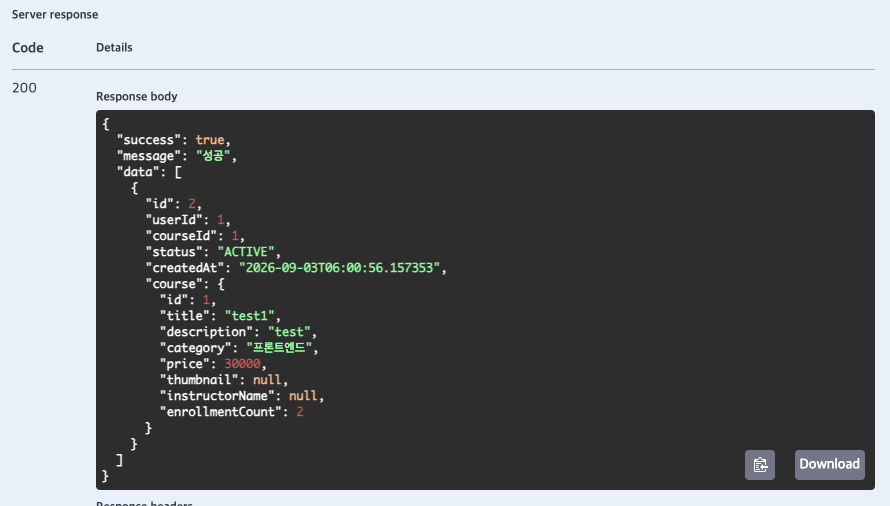 Server response
Code Details
200
Response body
{
  "success": true,
  "message": "성공",
  "data": [
    {
      "id": 2,
      "userId": 1,
      "courseId": 1,
      "status": "ACTIVE",
      "createdAt": "2026-09-03T06:00:56.157353",
      "course": {
        "id": 1,
        "title": "test1",
        "description": "test",
        "category": "프론트엔드",
        "price": 30000,
        "thumbnail": null,
        "instructorName": null,
        "enrollmentCount": 2
      }
    }
  ]
}
Download
Response headers